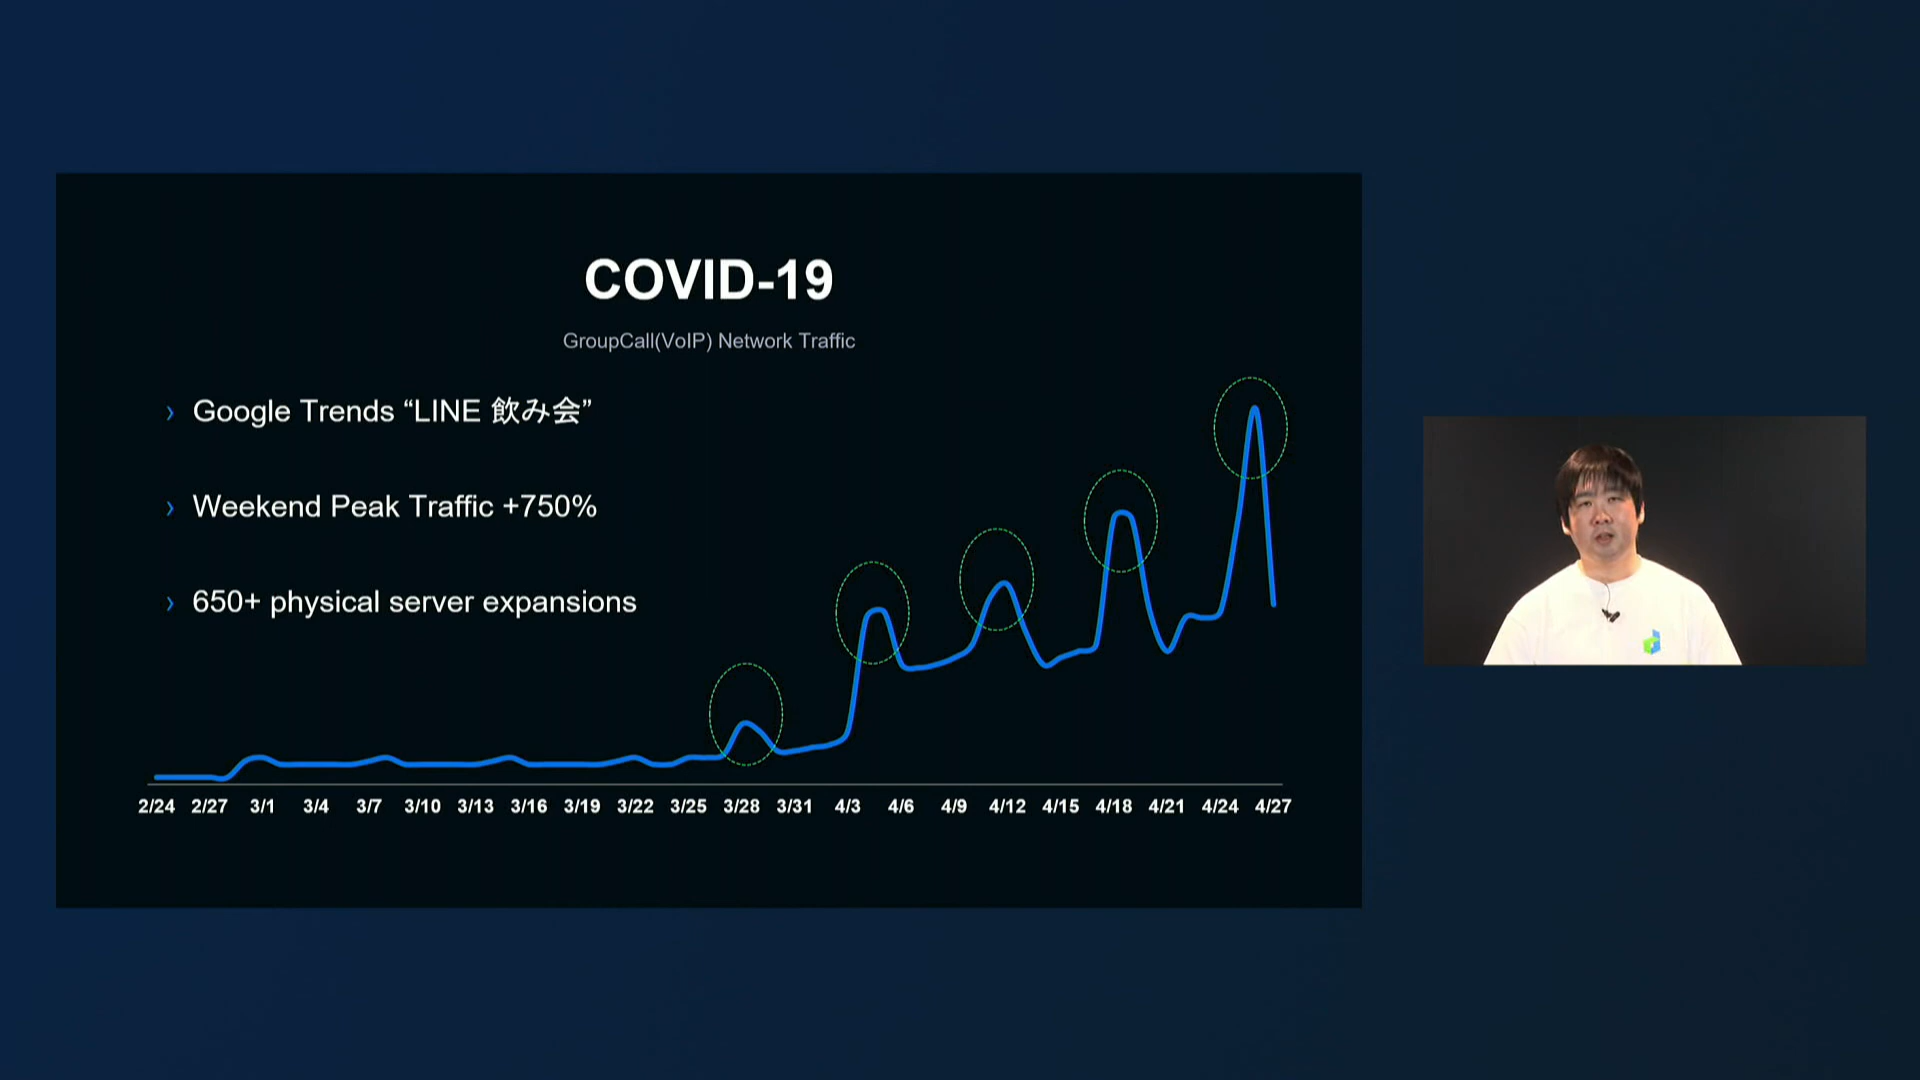 COVID-19
GroupCall(VoIP) Network Traffic
› Google Trends “LINE 飲み会”
› Weekend Peak Traffic +750%
› 650+ physical server expansions
2/24 2/27 3/1 3/4 3/7 3/10 3/13 3/16 3/19 3/22 3/25 3/28 3/31 4/3 4/6 4/9 4/12 4/15 4/18 4/21 4/24 4/27